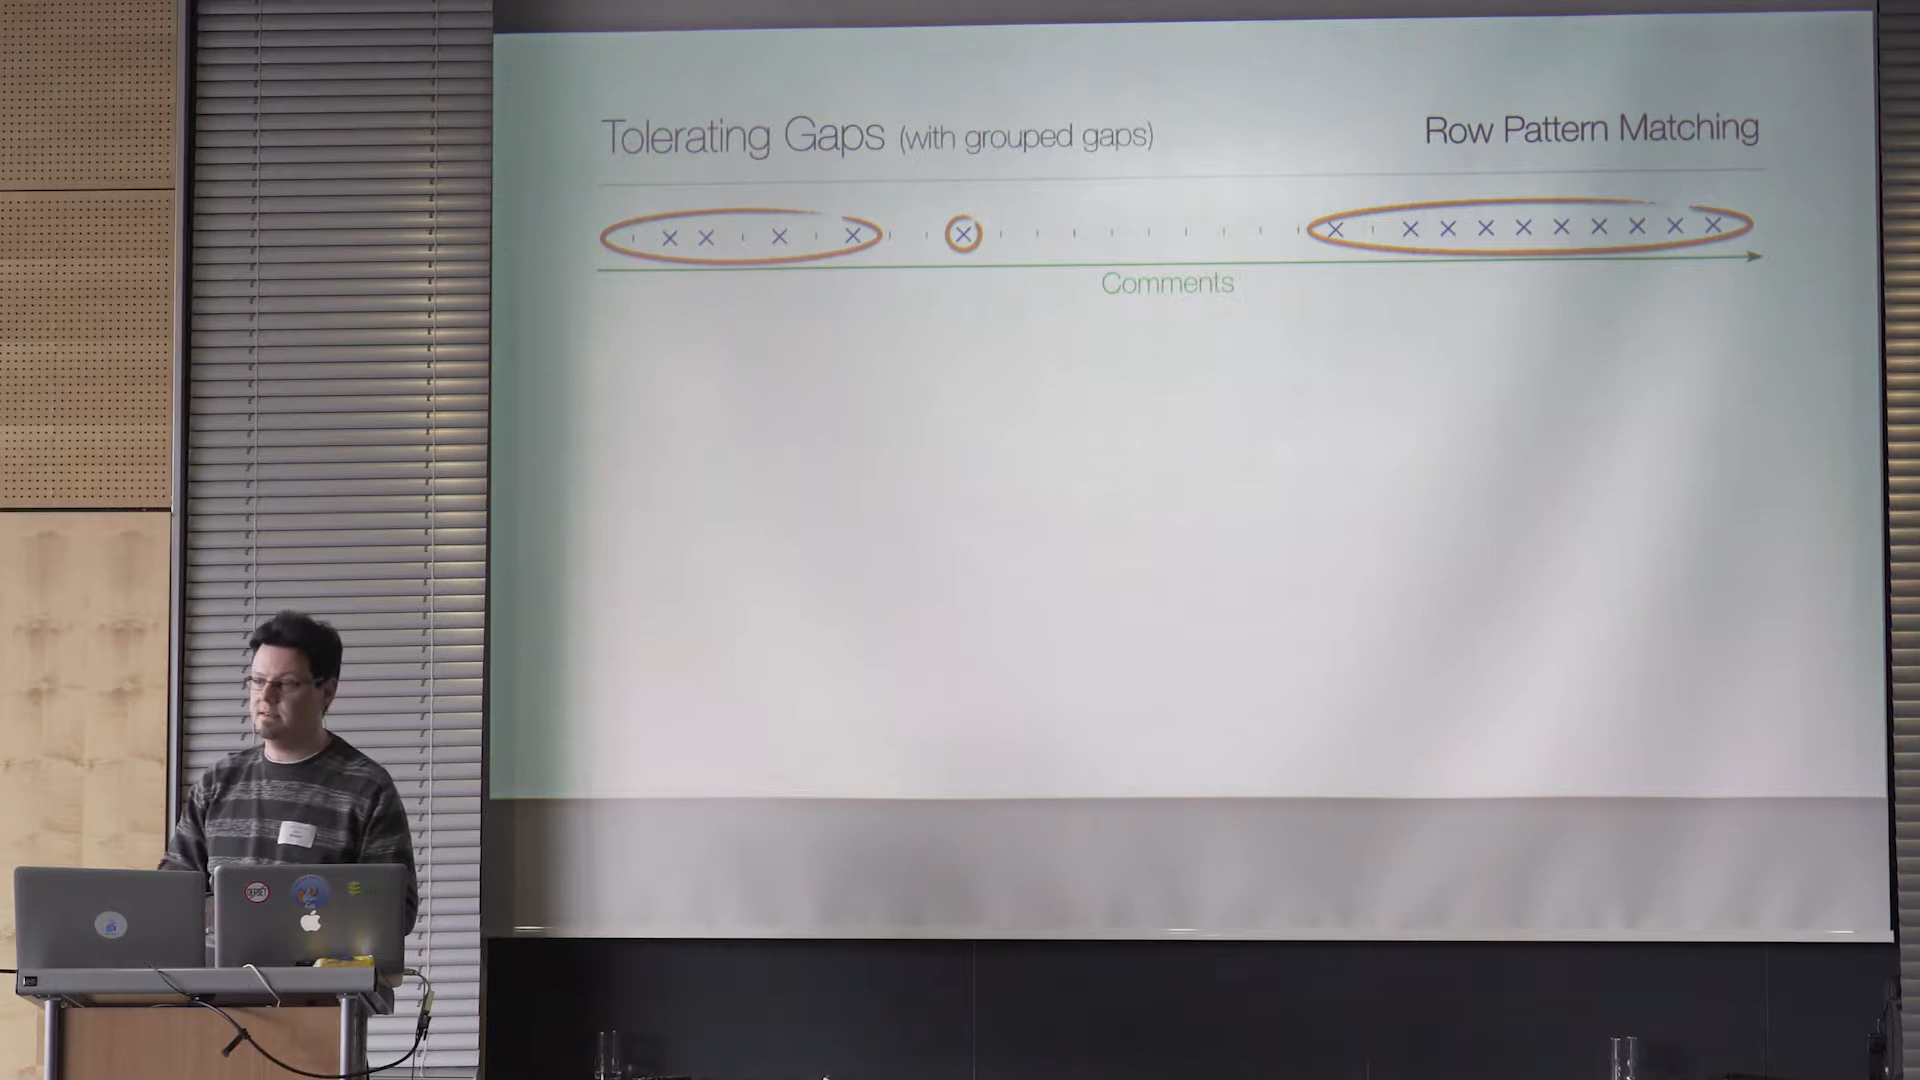 Tolerating Gaps (with grouped gaps)
Row Pattern Matching
Comments